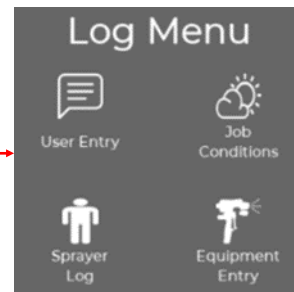 Log Menu
User Entry
Job
Conditions
Sprayer
Log
Equipment
Entry